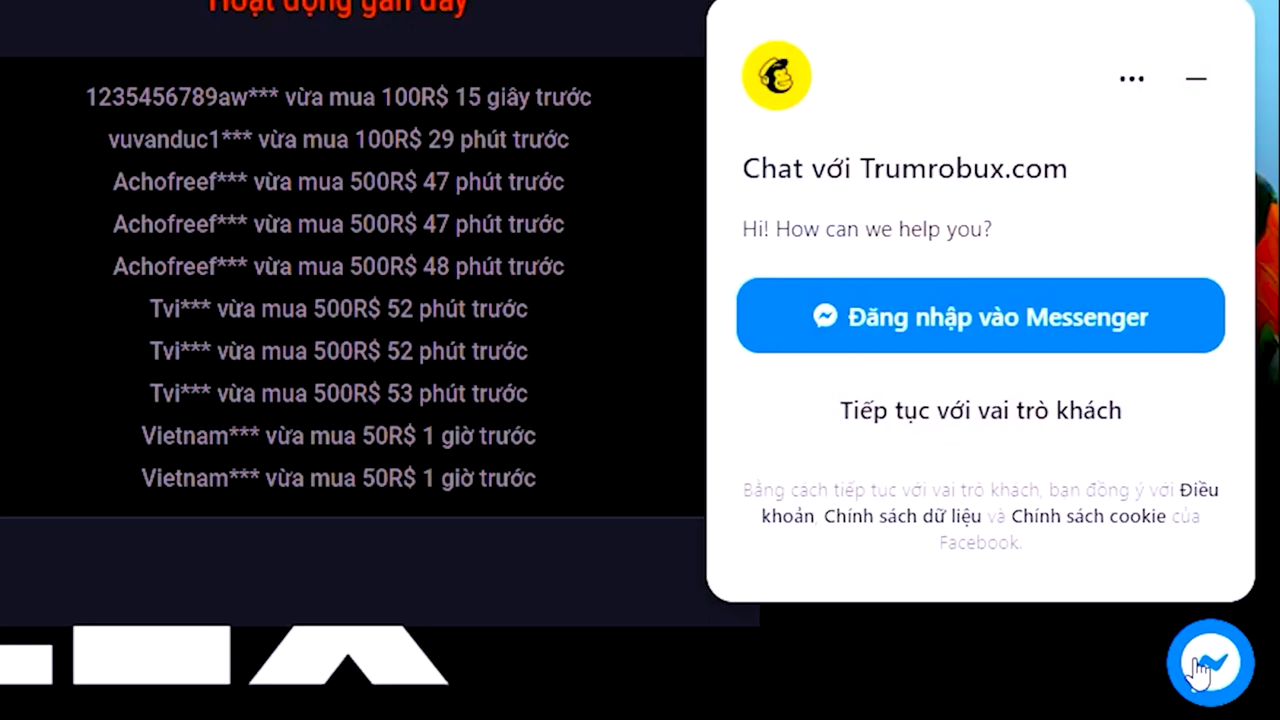 Hoạt động gần đây
1235456789aw*** vừa mua 100R$ 15 giây trước
vuvanduc1*** vừa mua 100R$ 29 phút trước
Achofreef*** vừa mua 500R$ 47 phút trước
Achofreef*** vừa mua 500R$ 47 phút trước
Achofreef*** vừa mua 500R$ 48 phút trước
Tvi*** vừa mua 500R$ 52 phút trước
Tvi*** vừa mua 500R$ 52 phút trước
Tvi*** vừa mua 500R$ 53 phút trước
Vietnam*** vừa mua 50R$ 1 giờ trước
Vietnam*** vừa mua 50R$ 1 giờ trước
Chat với Trumrobux.com
Hi! How can we help you?
Đăng nhập vào Messenger
Tiếp tục với vai trò khách
Bằng cách tiếp tục với vai trò khách, bạn đồng ý với Điều
khoản, Chính sách dữ liệu và Chính sách cookie của
Facebook.